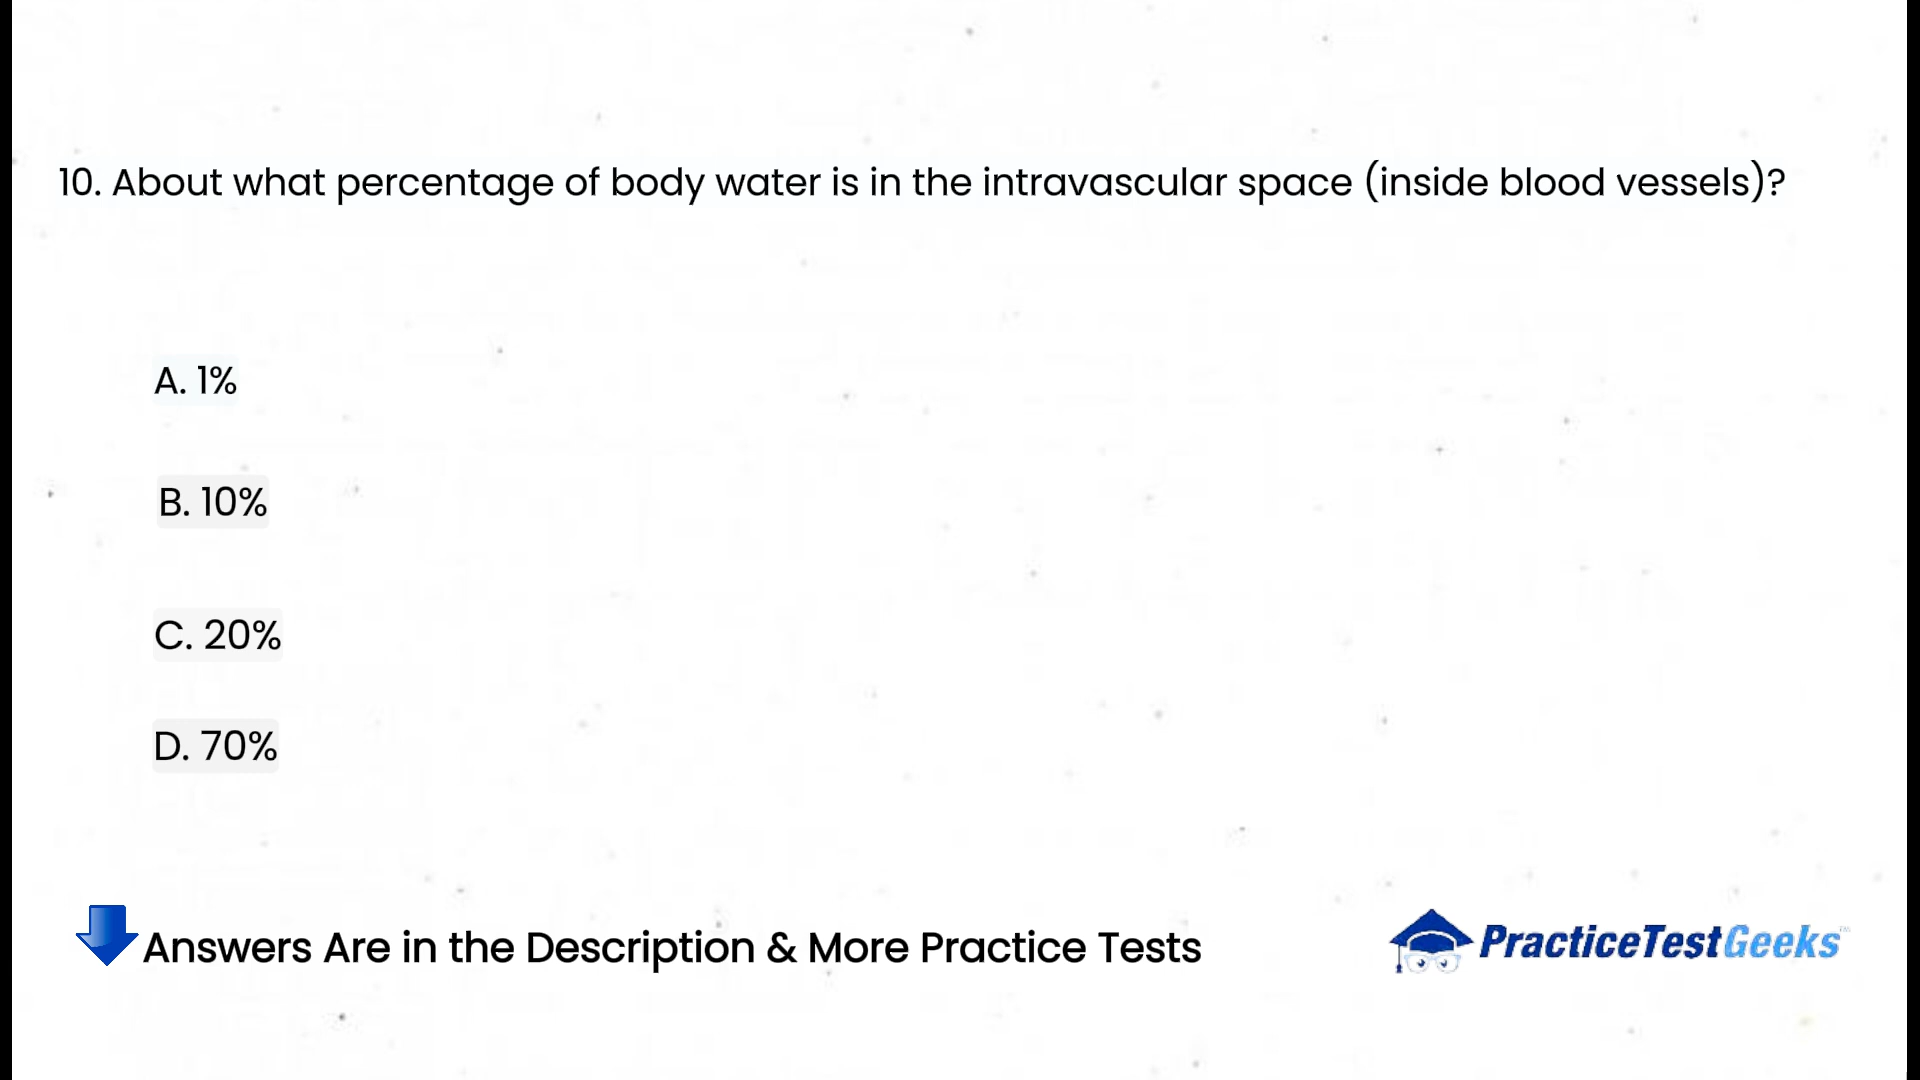 10. About what percentage of body water is in the intravascular space (inside blood vessels)?
A. 1%
B. 10%
C. 20%
D. 70%
Answers Are in the Description & More Practice Tests
PracticeTestGeeks